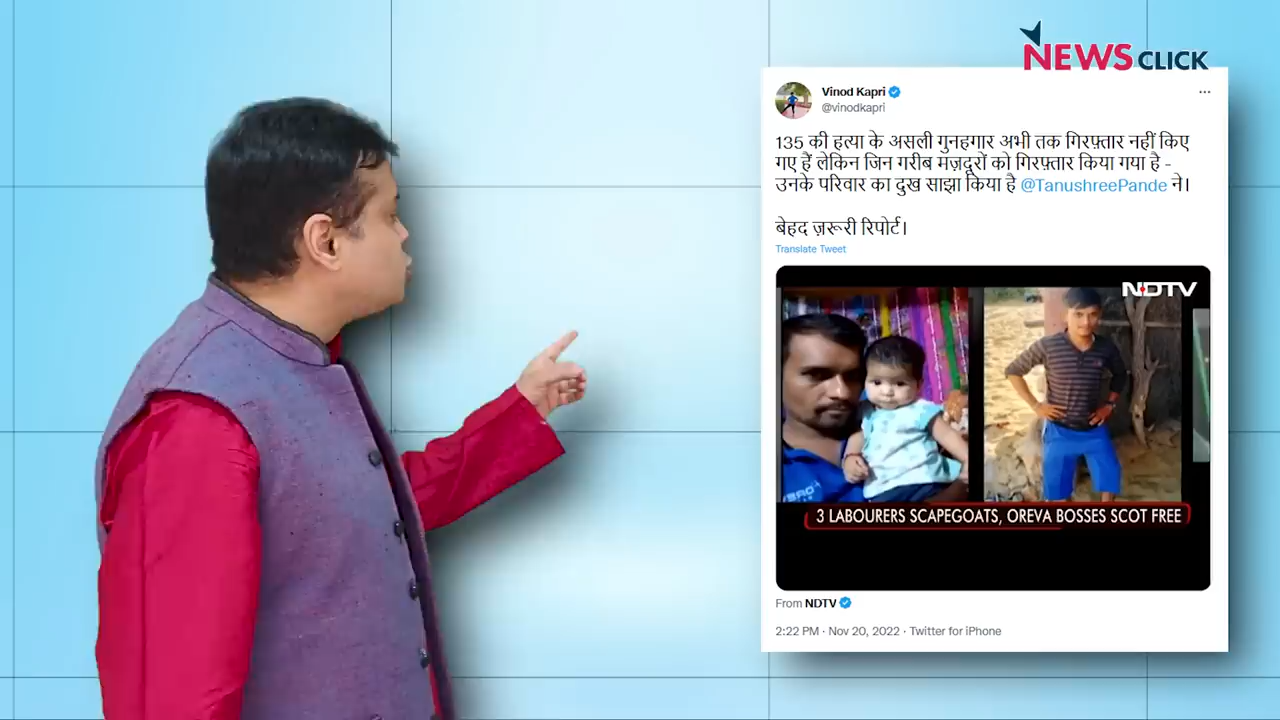 NEWS CLICK
Vinod Kapri
@vinodkapri
135 की हत्या के असली गुनहगार अभी तक गिरफ़्तार नहीं किए
गए हैं लेकिन जिन गरीब मज़दूरों को गिरफ़्तार किया गया है -
उनके परिवार का दुख साझा किया है @TanushreePande ने।
बेहद ज़रूरी रिपोर्ट।
Translate Tweet
NDTV
3 LABOURERS SCAPEGOATS, OREVA BOSSES SCOT FREE
From NDTV
2:22 PM · Nov 20, 2022 · Twitter for iPhone